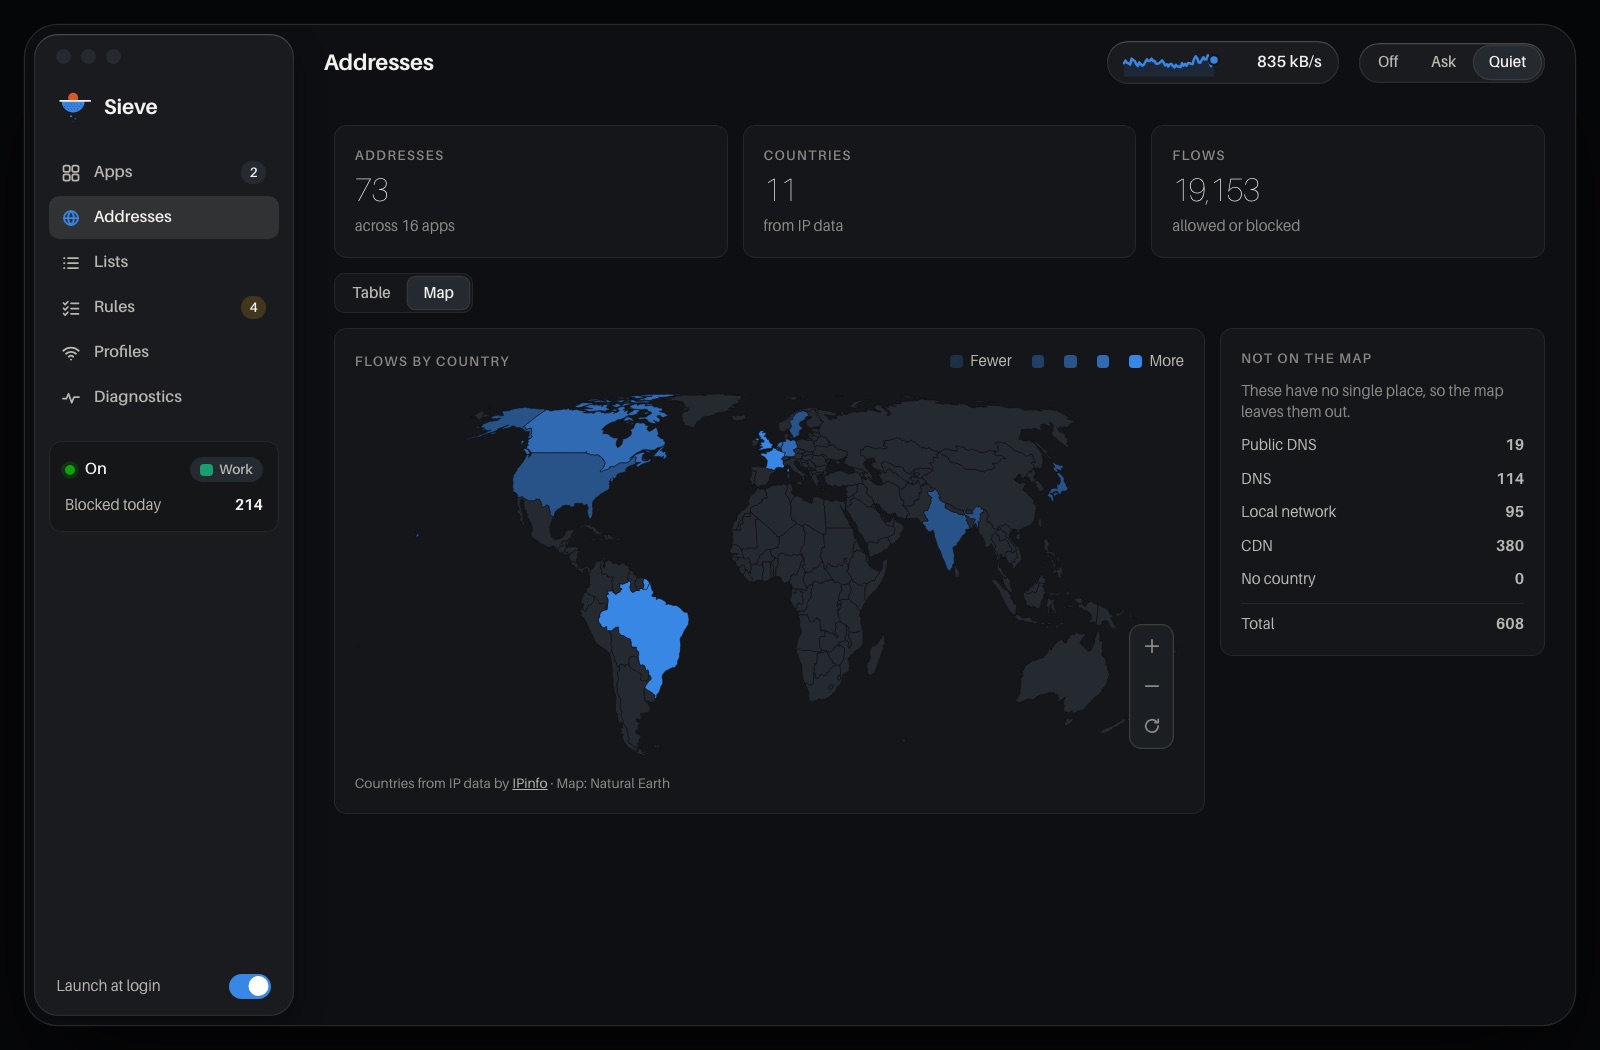 Sieve
Apps 2
Addresses
Lists
Rules 4
Profiles
Diagnostics
On Work
Blocked today 214
Launch at login
Addresses
835 kB/s
Off Ask Quiet
ADDRESSES
73
across 16 apps
COUNTRIES
11
from IP data
FLOWS
19,153
allowed or blocked
Table Map
FLOWS BY COUNTRY
Fewer More
Countries from IP data by IPinfo · Map: Natural Earth
NOT ON THE MAP
These have no single place, so the map
leaves them out.
Public DNS 19
DNS 114
Local network 95
CDN 380
No country 0
Total 608